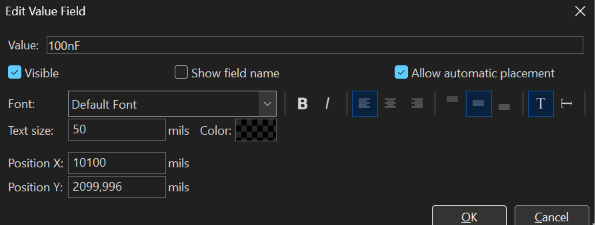 Edit Value Field
Value: 100nF
Visible Show field name Allow automatic placement
Font: Default Font B I T T
Text size: 50 mils Color:
Position X: 10100 mils
Position Y: 2099,996 mils
OK Cancel